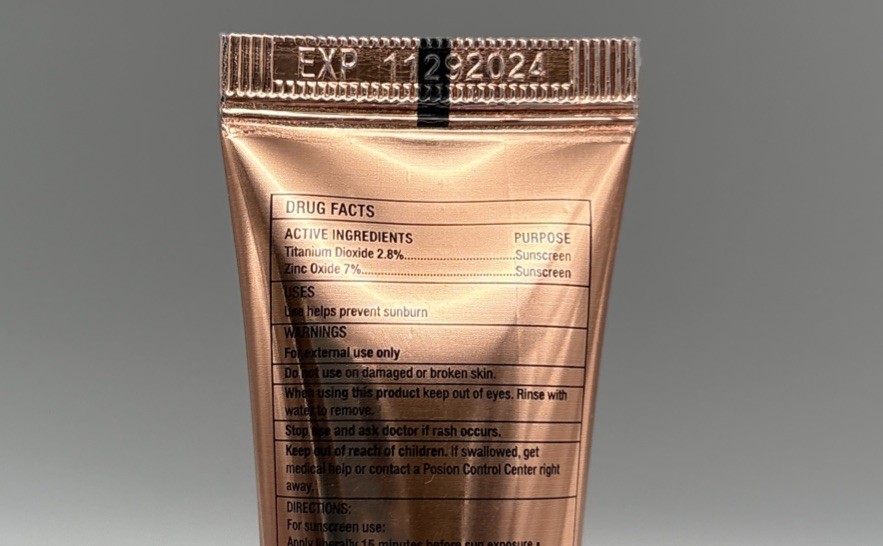 EXP 11292024
DRUG FACTS
ACTIVE INGREDIENTS PURPOSE
Titanium Dioxide 2.8%..............................Sunscreen
Zinc Oxide 7%..........................................Sunscreen
USES
Use helps prevent sunburn
WARNINGS
For external use only
Do not use on damaged or broken skin.
When using this product keep out of eyes. Rinse with
water to remove.
Stop use and ask doctor if rash occurs.
Keep out of reach of children. If swallowed, get
medical help or contact a Posion Control Center right
away.
DIRECTIONS:
For sunscreen use:
Apply liberally 15 minutes before sun exposure •